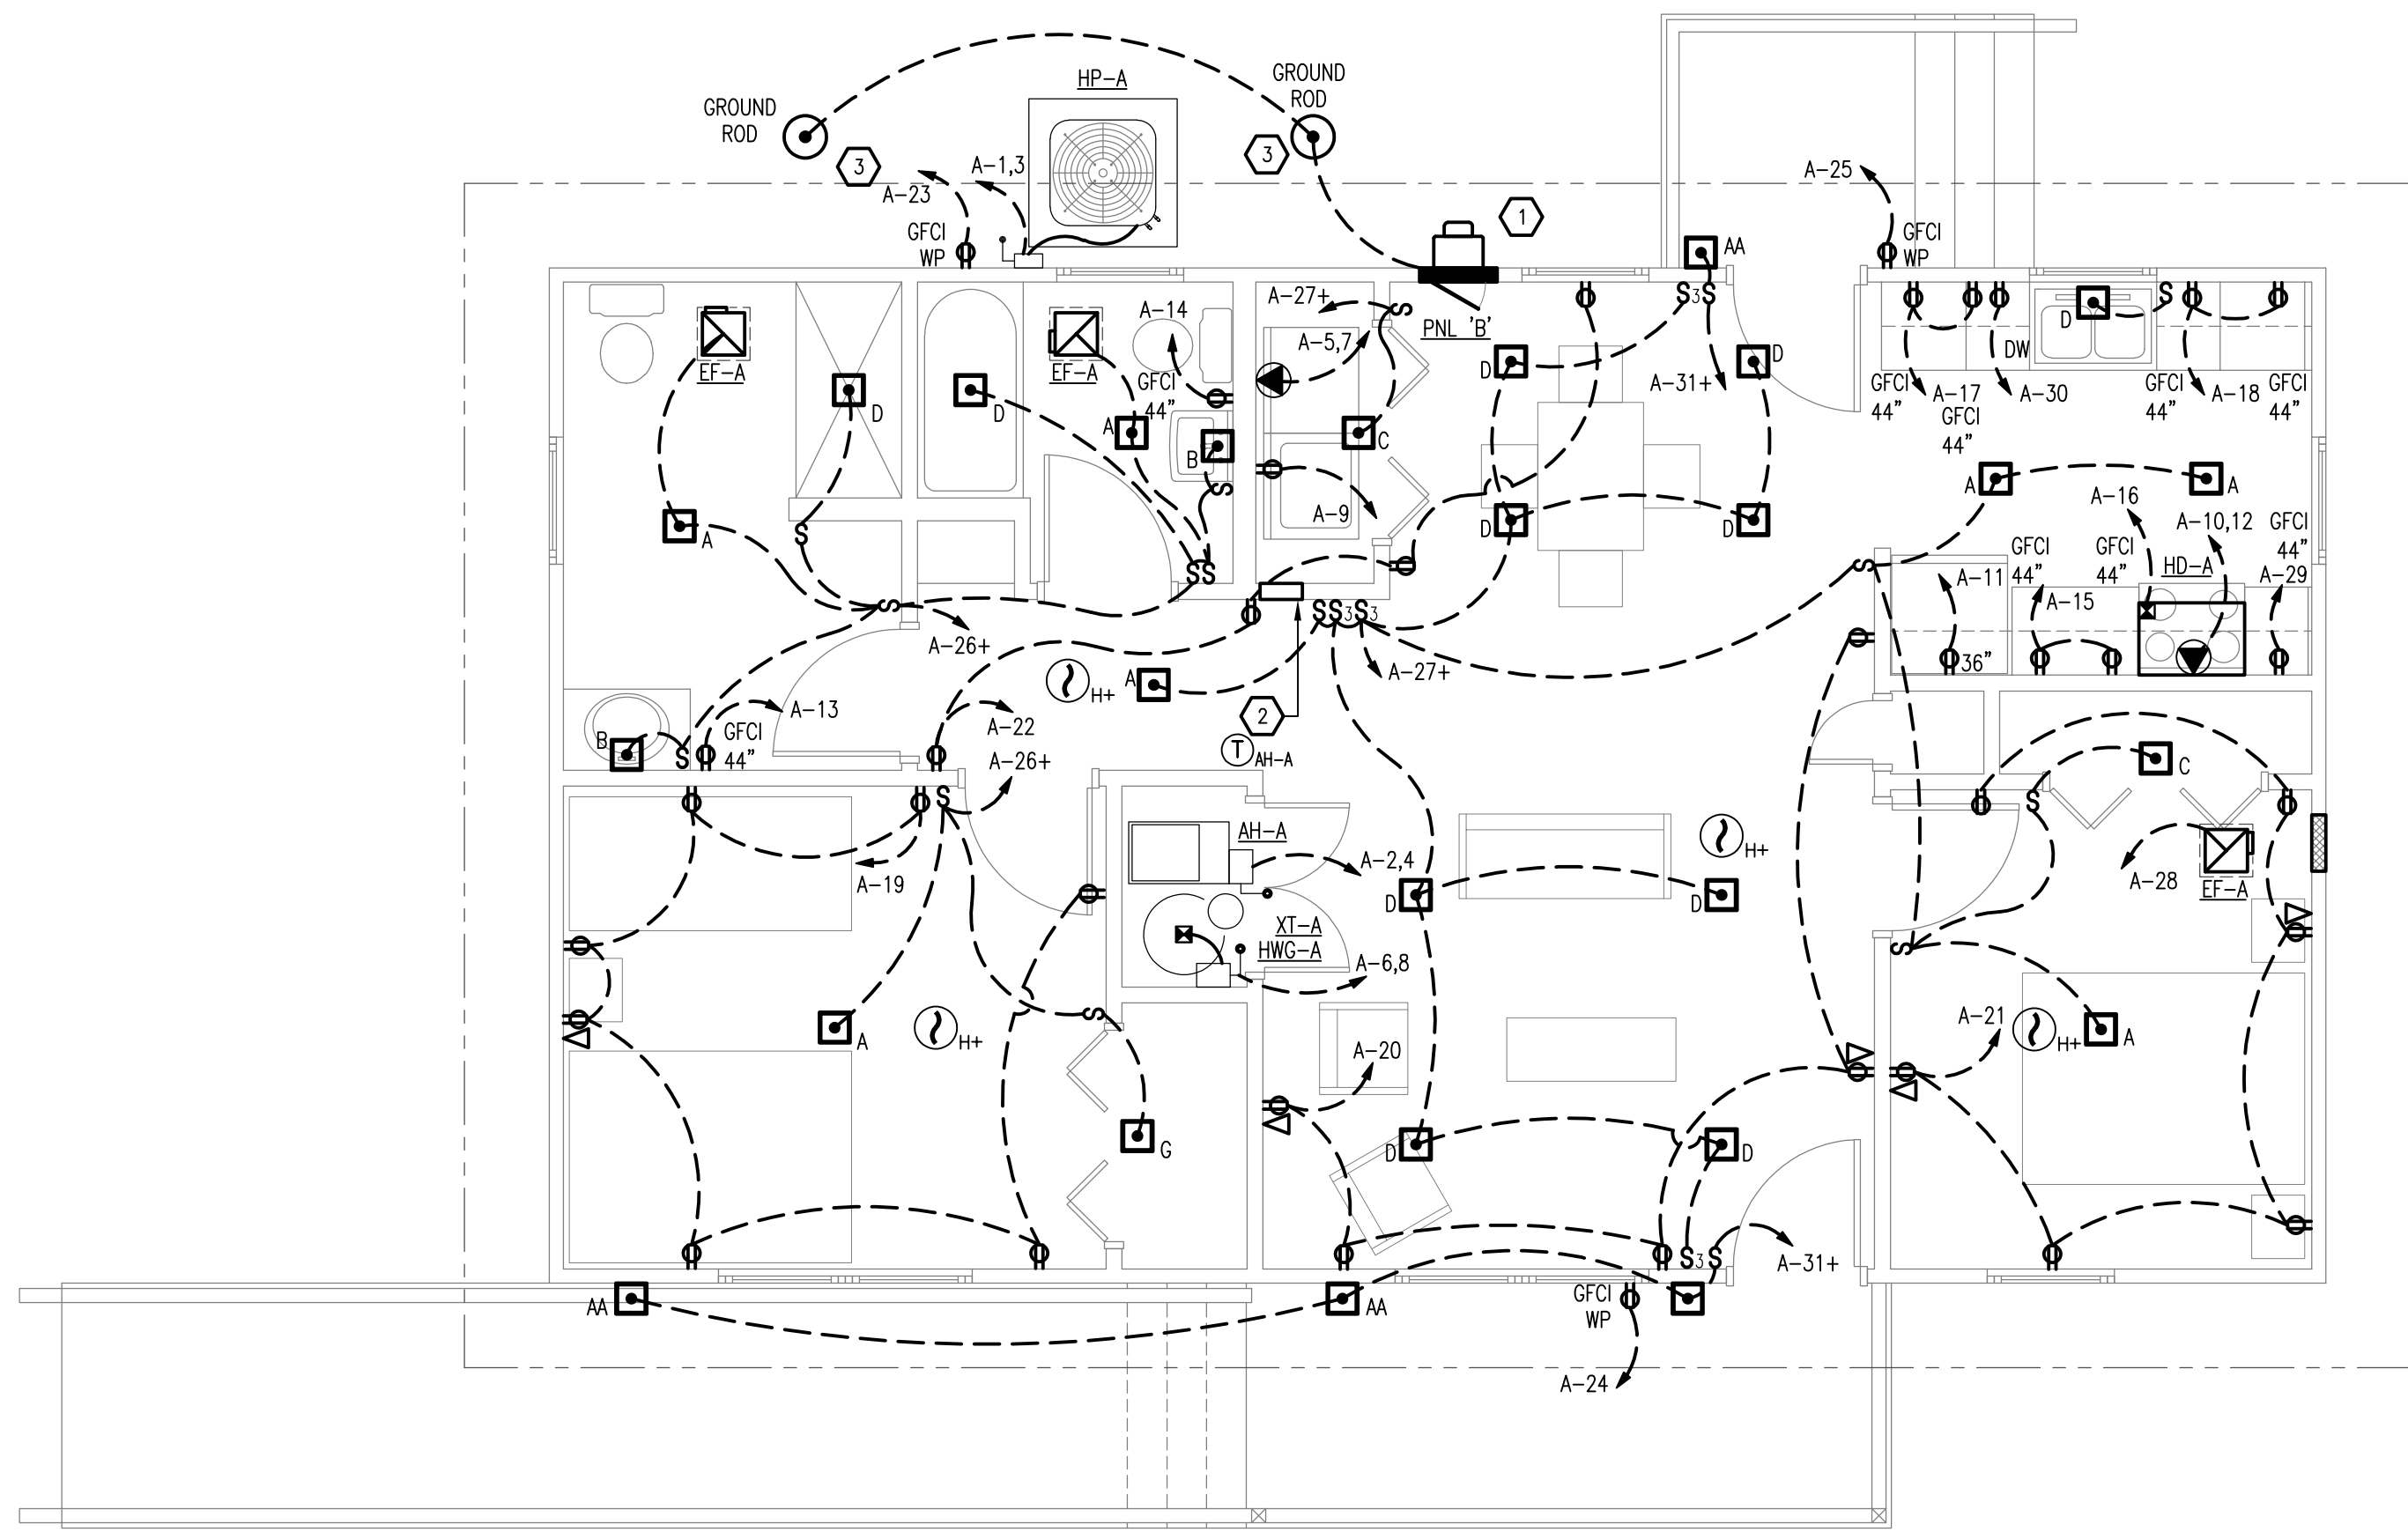 GROUND
ROD
HP-A
GROUND
ROD
3
3
A-1,3
A-23
GFCI
WP
1
AA
A-25
GFCI
WP
A-14
A-27+
PNL 'B'
S3S
A-5,7
EF-A
EF-A
GFCI
44"
D
D
A
B
C
A-9
D
D
A-31+
D
D
D
DW
GFCI
44"
A-17
GFCI
44"
A-30
GFCI
44"
A-18
GFCI
44"
A
A
A-16
A-10,12
GFCI
44"
GFCI
44"
GFCI
44"
HD-A
A-11
A-15
A-29
36"
A
S
S
SS
S
S
S
S
A-26+
SS3S3
A-27+
H+
A
2
T
AH-A
A-13
GFCI
44"
B
S
A-22
A-26+
S
A-19
AH-A
A-2,4
XT-A
HWG-A
A-6,8
D
D
H+
C
S
A-28
EF-A
S
A
H+
S
G
A-20
A-21
H+
A
D
D
S3S
A-31+
AA
AA
GFCI
WP
A-24